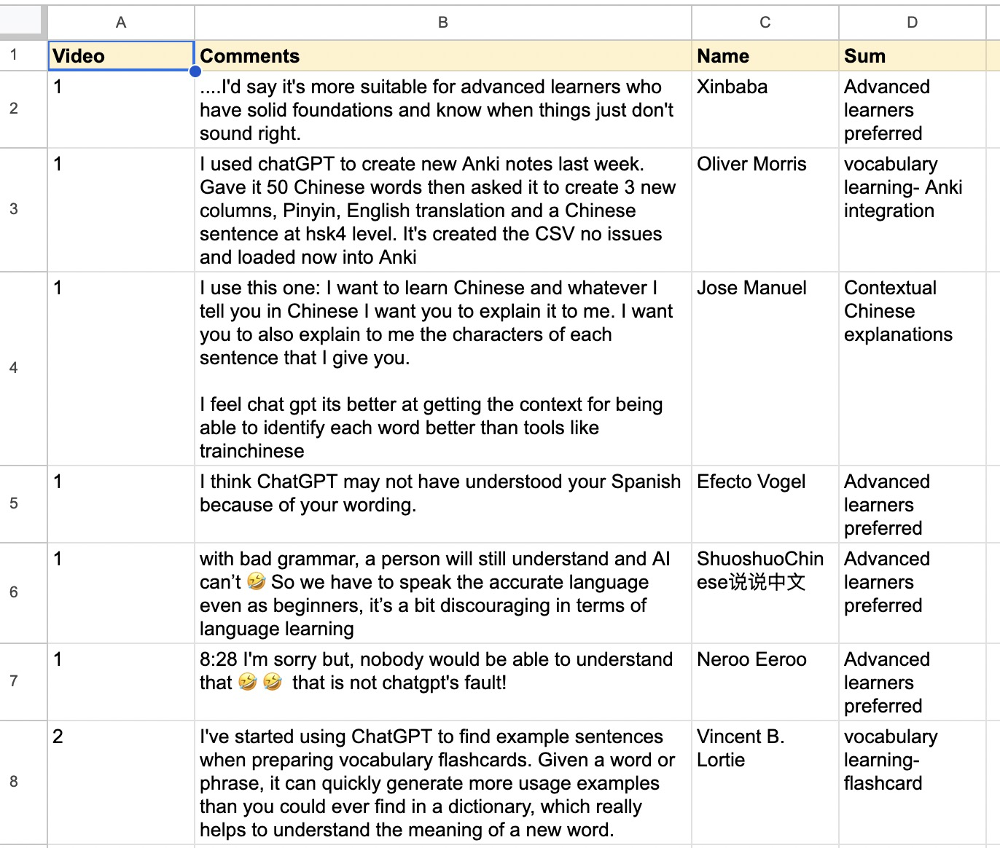 A B C D
1 Video Comments Name Sum
2 1 ....I'd say it's more suitable for advanced learners who Xinbaba Advanced
have solid foundations and know when things just don't learners
sound right. preferred
3 1 I used chatGPT to create new Anki notes last week. Oliver Morris vocabulary
Gave it 50 Chinese words then asked it to create 3 new learning- Anki
columns, Pinyin, English translation and a Chinese integration
sentence at hsk4 level. It's created the CSV no issues
and loaded now into Anki
4 1 I use this one: I want to learn Chinese and whatever I Jose Manuel Contextual
tell you in Chinese I want you to explain it to me. I want Chinese
you to also explain to me the characters of each explanations
sentence that I give you.
I feel chat gpt its better at getting the context for being
able to identify each word better than tools like
trainchinese
5 1 I think ChatGPT may not have understood your Spanish Efecto Vogel Advanced
because of your wording. learners
preferred
6 1 with bad grammar, a person will still understand and AI ShuoshuoChin Advanced
can’t 🤣 So we have to speak the accurate language ese说说中文 learners
even as beginners, it’s a bit discouraging in terms of preferred
language learning
7 1 8:28 I'm sorry but, nobody would be able to understand Neroo Eeroo Advanced
that 🤣 🤣 that is not chatgpt's fault! learners
preferred
8 2 I've started using ChatGPT to find example sentences Vincent B. vocabulary
when preparing vocabulary flashcards. Given a word or Lortie learning-
phrase, it can quickly generate more usage examples flashcard
than you could ever find in a dictionary, which really
helps to understand the meaning of a new word.